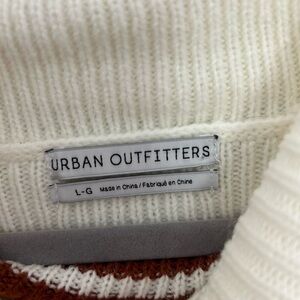 URBAN OUTFITTERS
L-G Made in China / Fabriqué en Chine